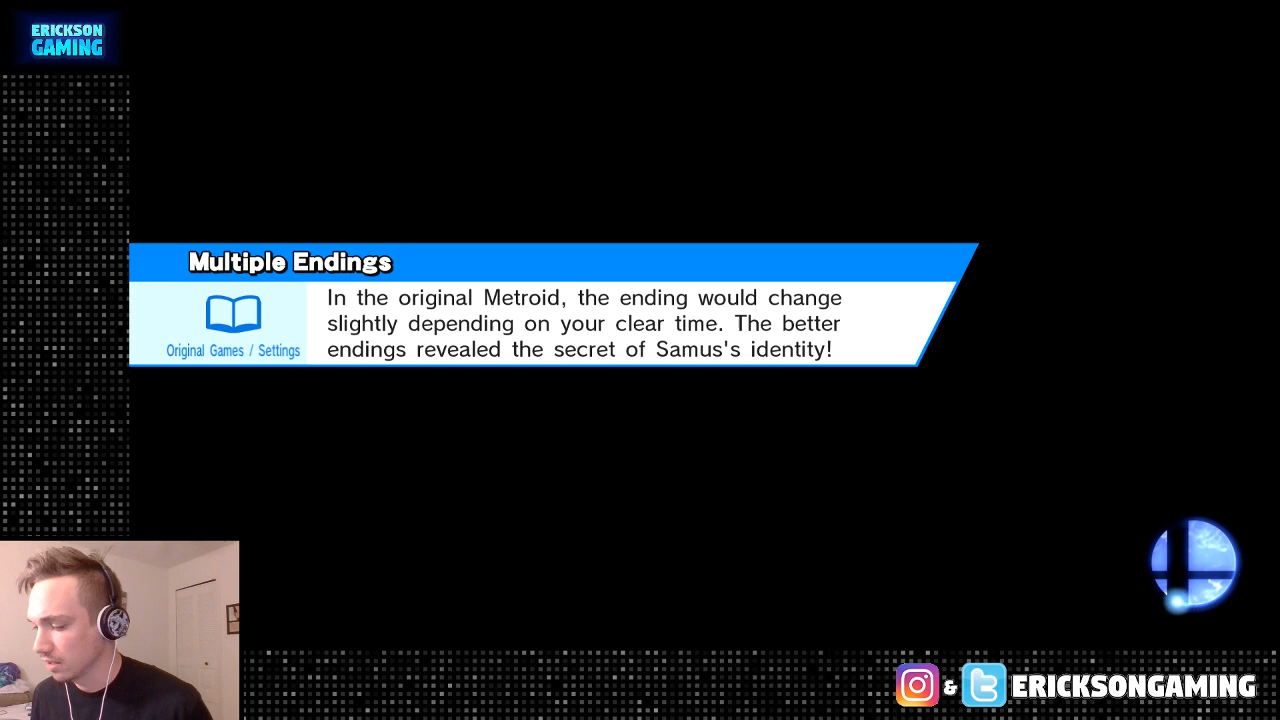 ERICKSON
GAMING
Multiple Endings
Original Games / Settings
In the original Metroid, the ending would change
slightly depending on your clear time. The better
endings revealed the secret of Samus's identity!
& ERICKSONGAMING